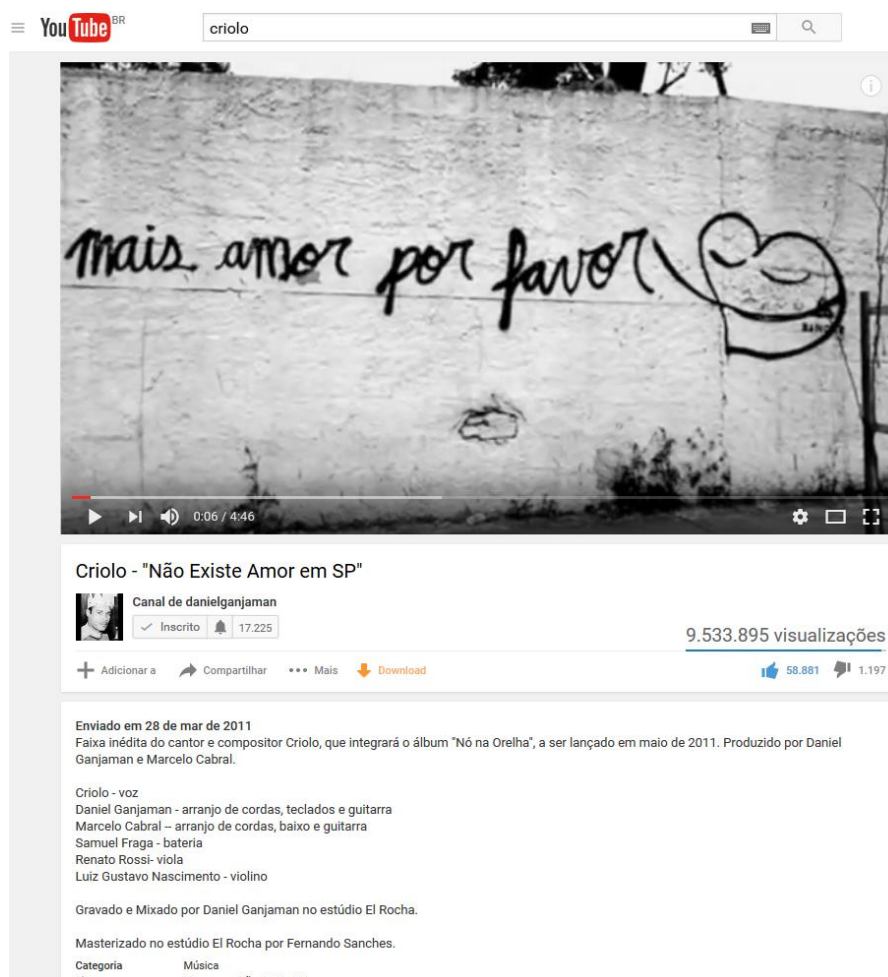 YouTube BR
criolo
mais amor por favor
0:06 / 4:46
Criolo - "Não Existe Amor em SP"
Canal de danielganjaman
Inscrito 17.225
9.533.895 visualizações
Adicionar a Compartilhar Mais Download 58.881 1.197
Enviado em 28 de mar de 2011
Faixa inédita do cantor e compositor Criolo, que integrará o álbum "Nó na Orelha", a ser lançado em maio de 2011. Produzido por Daniel
Ganjaman e Marcelo Cabral.
Criolo - voz
Daniel Ganjaman - arranjo de cordas, teclados e guitarra
Marcelo Cabral – arranjo de cordas, baixo e guitarra
Samuel Fraga - bateria
Renato Rossi- viola
Luiz Gustavo Nascimento - violino
Gravado e Mixado por Daniel Ganjaman no estúdio El Rocha.
Masterizado no estúdio El Rocha por Fernando Sanches.
Categoria Música